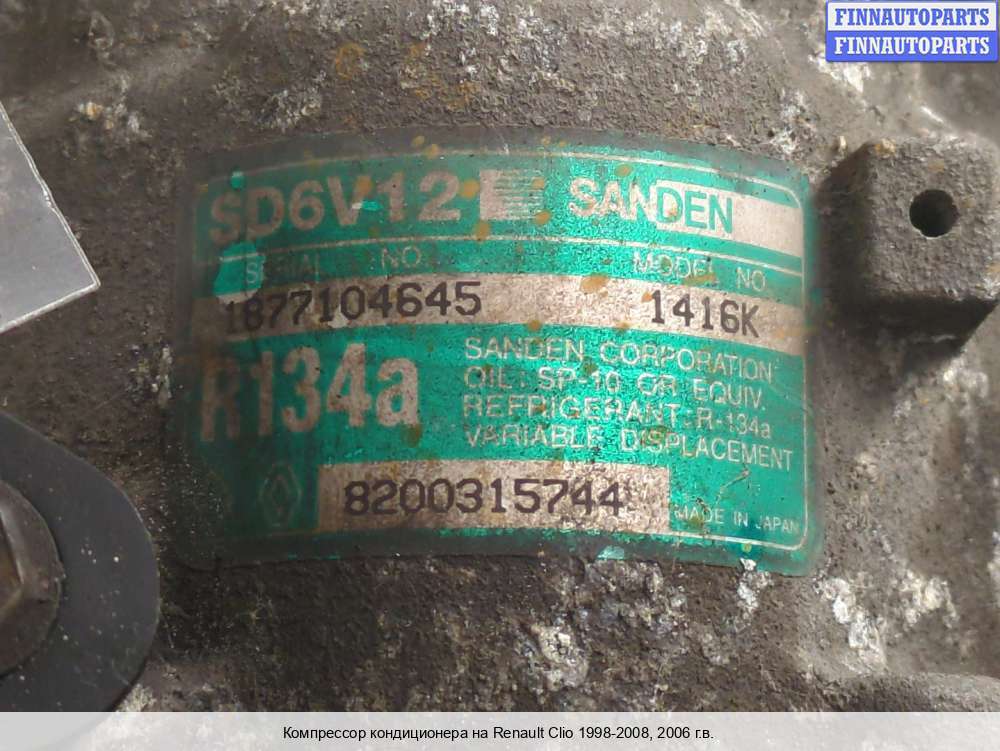 FINNAUTOPARTS
FINNAUTOPARTS
SD6V12 SANDEN
SERIAL NO. MODEL NO.
1877104645 1416K
R134a
SANDEN CORPORATION
OIL: SP-10 OR EQUIV.
REFRIGERANT: R-134a
VARIABLE DISPLACEMENT
8200315744
MADE IN JAPAN
Компрессор кондиционера на Renault Clio 1998-2008, 2006 г.в.